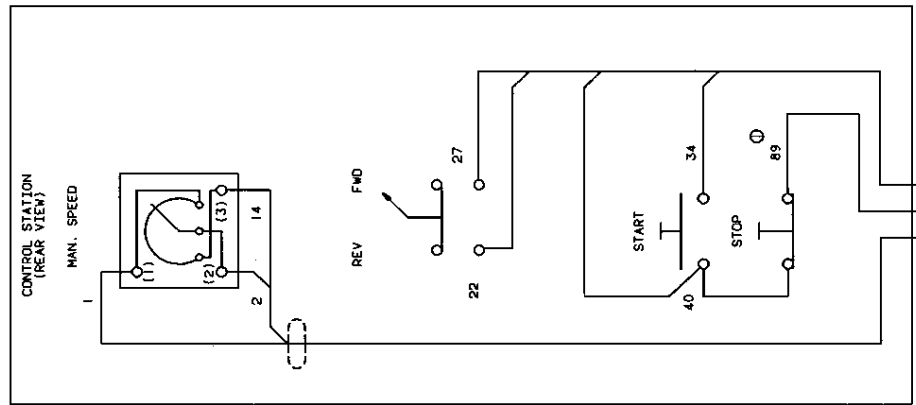 CONTROL STATION
(REAR VIEW)
MAN. SPEED
1
(1)
(2)
(3)
2
14
REV
FWD
22
27
START
STOP
40
34
89